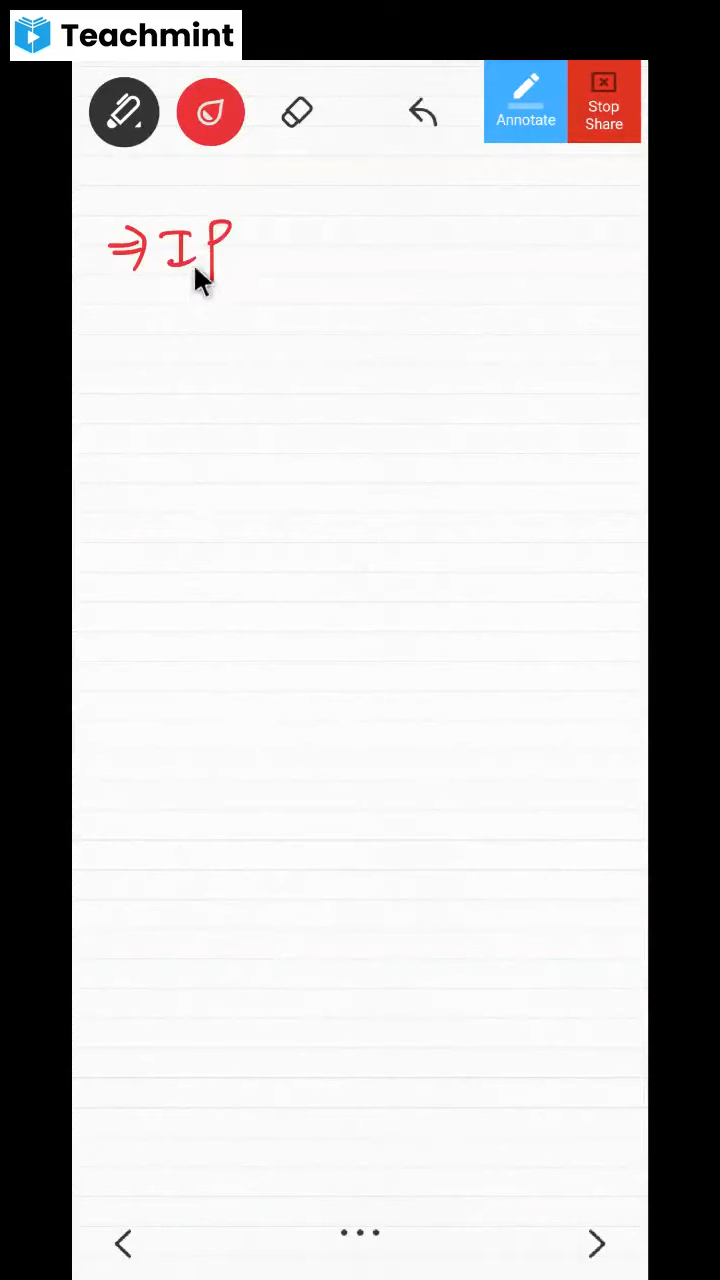 Teachmint
Annotate
Stop
Share
⇒ IP